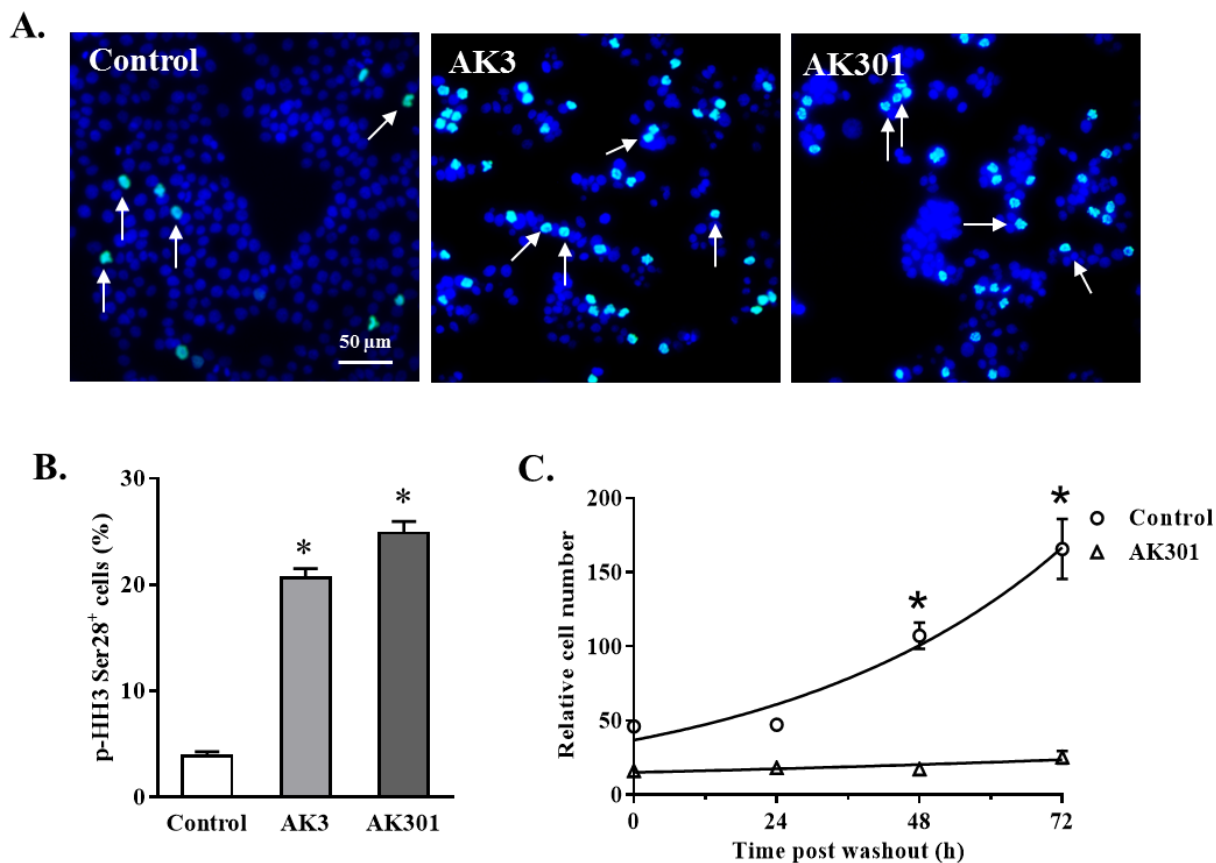 A.
Control
AK3
AK301
50 µm
B.
p-HH3 Ser28+ cells (%)
30
20
10
0
*
*
Control
AK3
AK301
C.
Relative cell number
200
150
100
50
0
*
*
Control
AK301
0
24
48
72
Time post washout (h)